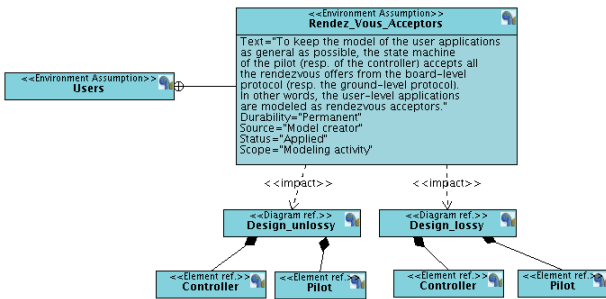 <<Environment Assumption>>
Rendez_Vous_Acceptors
Text="To keep the model of the user applications
as general as possible, the state machine
of the pilot (resp. of the controller) accepts all
the rendezvous offers from the board-level
protocol (resp. the ground-level protocol).
In other words, the user-level applications
are modeled as rendezvous acceptors."
Durability="Permanent"
Source="Model creator"
Status="Applied"
Scope="Modeling activity"
<<Environment Assumption>>
Users
<<impact>>
<<impact>>
<<Diagram ref.>>
Design_unlossy
<<Diagram ref.>>
Design_lossy
<<Element ref.>>
Controller
<<Element ref.>>
Pilot
<<Element ref.>>
Controller
<<Element ref.>>
Pilot